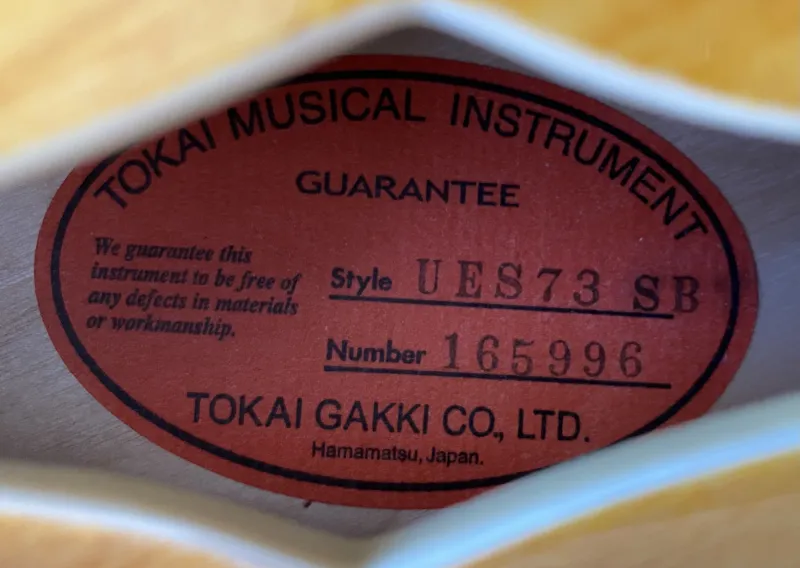 TOKAI MUSICAL INSTRUMENT
GUARANTEE
We guarantee this
instrument to be free of
any defects in materials
or workmanship.
Style UES73 SB
Number 165996
TOKAI GAKKI CO., LTD.
Hamamatsu, Japan.